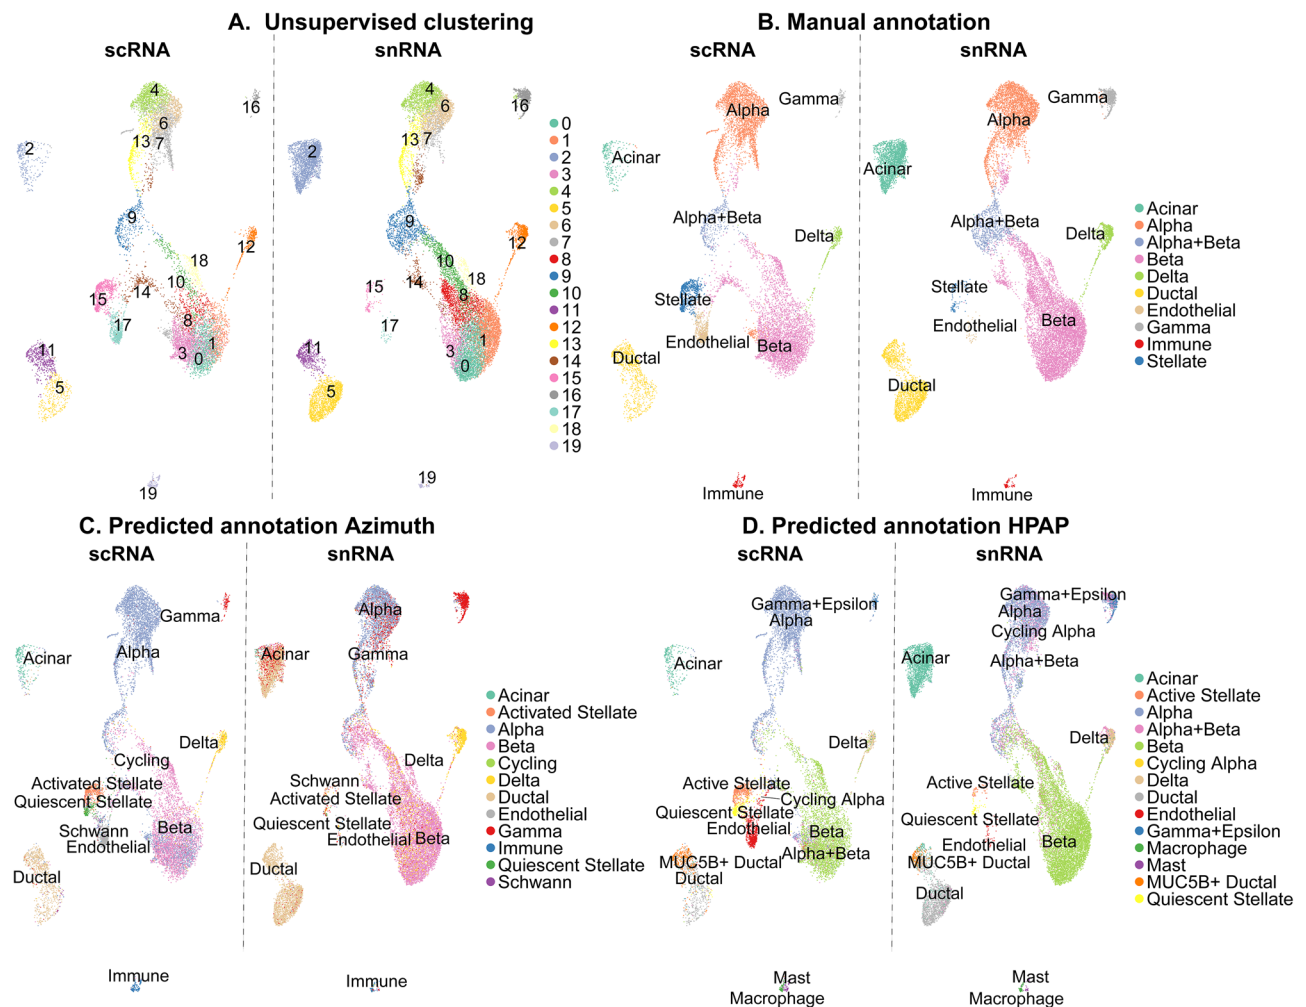 A. Unsupervised clustering
scRNA
snRNA
4
6
13
7
16
2
9
12
18
10
14
15
17
8
1
3
0
11
5
19
4
6
13
7
16
2
9
12
10
18
14
15
8
17
1
3
0
11
5
19
0
1
2
3
4
5
6
7
8
9
10
11
12
13
14
15
16
17
18
19
B. Manual annotation
scRNA
snRNA
Gamma
Alpha
Acinar
Alpha+Beta
Delta
Stellate
Endothelial
Beta
Ductal
Immune
Gamma
Alpha
Acinar
Alpha+Beta
Delta
Stellate
Endothelial
Beta
Ductal
Immune
Acinar
Alpha
Alpha+Beta
Beta
Delta
Ductal
Endothelial
Gamma
Immune
Stellate
C. Predicted annotation Azimuth
scRNA
snRNA
Gamma
Alpha
Acinar
Delta
Cycling
Activated Stellate
Quiescent Stellate
Schwann
Beta
Endothelial
Ductal
Immune
Alpha
Gamma
Acinar
Delta
Schwann
Activated Stellate
Quiescent Stellate
Endothelial
Beta
Ductal
Immune
Acinar
Activated Stellate
Alpha
Beta
Cycling
Delta
Ductal
Endothelial
Gamma
Immune
Quiescent Stellate
Schwann
D. Predicted annotation HPAP
scRNA
snRNA
Gamma+Epsilon
Alpha
Acinar
Delta
Active Stellate
Cycling Alpha
Quiescent Stellate
Endothelial
Beta
Alpha+Beta
MUC5B+ Ductal
Ductal
Mast
Macrophage
Gamma+Epsilon
Alpha
Cycling Alpha
Acinar
Alpha+Beta
Delta
Active Stellate
Quiescent Stellate
Endothelial
Beta
MUC5B+ Ductal
Ductal
Mast
Macrophage
Acinar
Active Stellate
Alpha
Alpha+Beta
Beta
Cycling Alpha
Delta
Ductal
Endothelial
Gamma+Epsilon
Macrophage
Mast
MUC5B+ Ductal
Quiescent Stellate